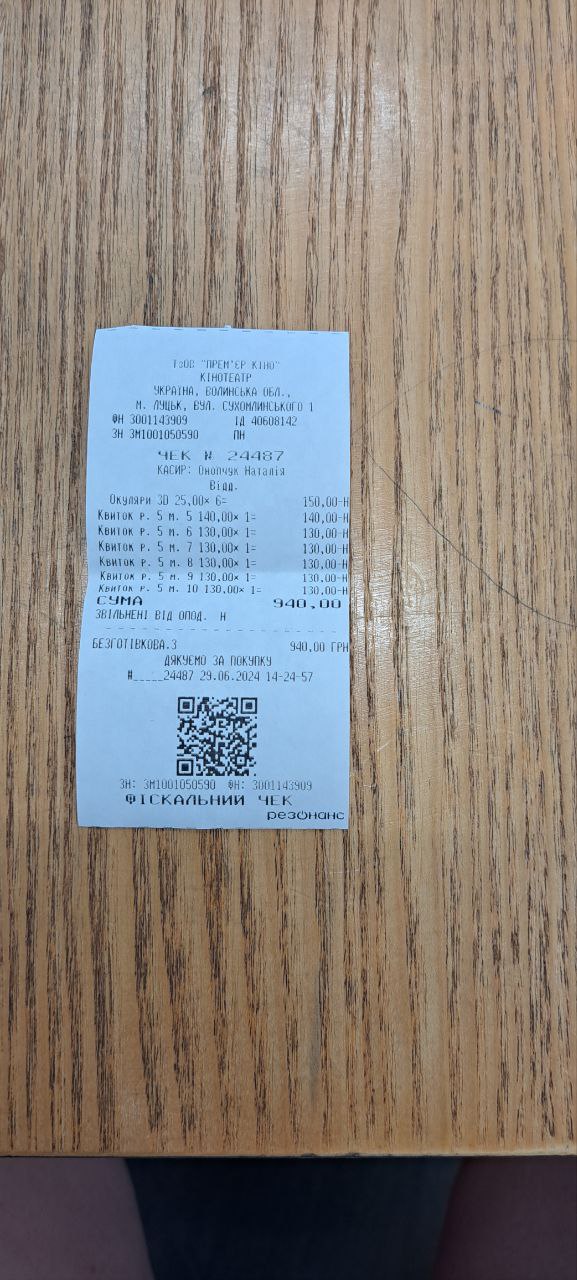 ТзОВ "ПРЕМ'ЄР КІНО"
КІНОТЕАТР
УКРАЇНА, ВОЛИНСЬКА ОБЛ.,
М. ЛУЦЬК, ВУЛ. СУХОМЛИНСЬКОГО 1
ФН 3001143909 ІД 40608142
ЗН ЗМ1001050590 ПН
ЧЕК № 24487
КАСИР: Онопчук Наталія
Відд.
Окуляри 3D 25,00× 6= 150,00-Н
Квиток р. 5 м. 5 140,00× 1= 140,00-Н
Квиток р. 5 м. 6 130,00× 1= 130,00-Н
Квиток р. 5 м. 7 130,00× 1= 130,00-Н
Квиток р. 5 м. 8 130,00× 1= 130,00-Н
Квиток р. 5 м. 9 130,00× 1= 130,00-Н
Квиток р. 5 м. 10 130,00× 1= 130,00-Н
СУМА 940,00
ЗВІЛЬНЕНІ ВІД ОПОД. Н
БЕЗГОТІВКОВА.3 940,00 ГРН
ДЯКУЄМО ЗА ПОКУПКУ
#_____24487 29.06.2024 14-24-57
ЗН: ЗМ1001050590 ФН: 3001143909
ФІСКАЛЬНИЙ ЧЕК
резонанс